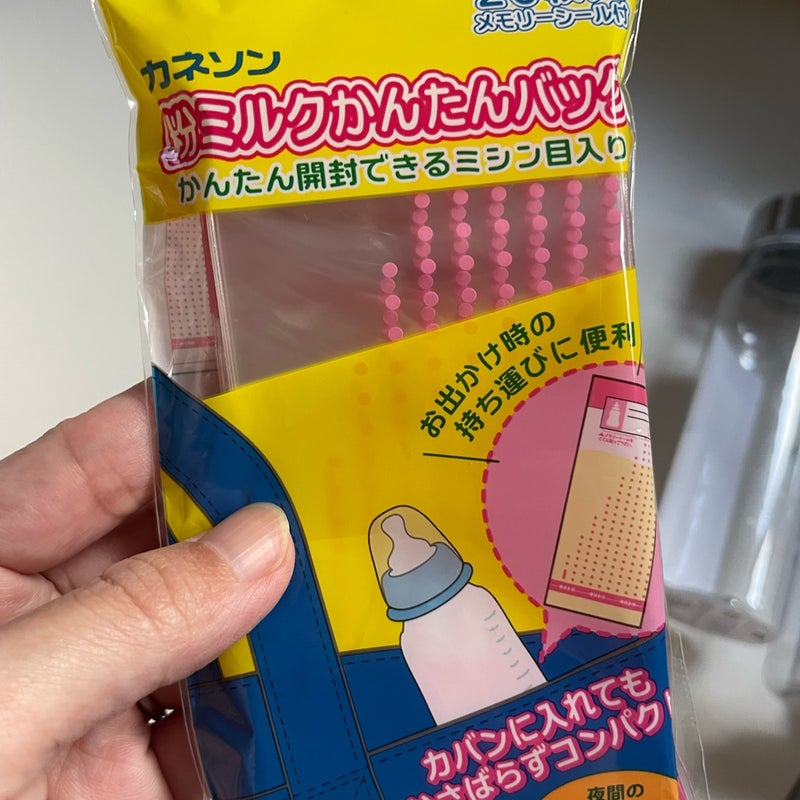 メモリーシール付
カネソン
粉ミルクかんたんバッグ
かんたん開封できるミシン目入り
お出かけ時の
持ち運びに便利
カバンに入れても
かさばらずコンパクト
夜間の